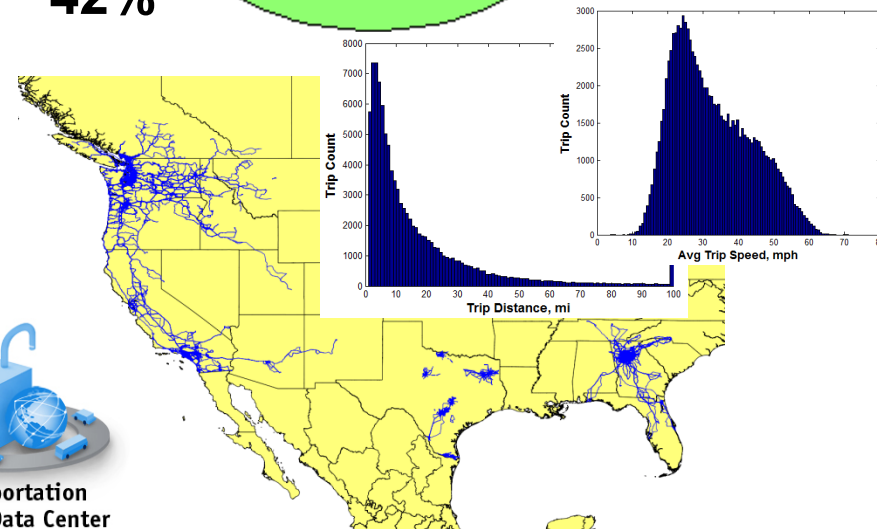 42%
8000
7000
6000
5000
4000
3000
2000
1000
0
Trip Count
0 10 20 30 40 50 60 70 80 90 100
Trip Distance, mi
3000
2500
2000
1500
1000
500
0
Trip Count
0 10 20 30 40 50 60 70
Avg Trip Speed, mph
portation
Data Center